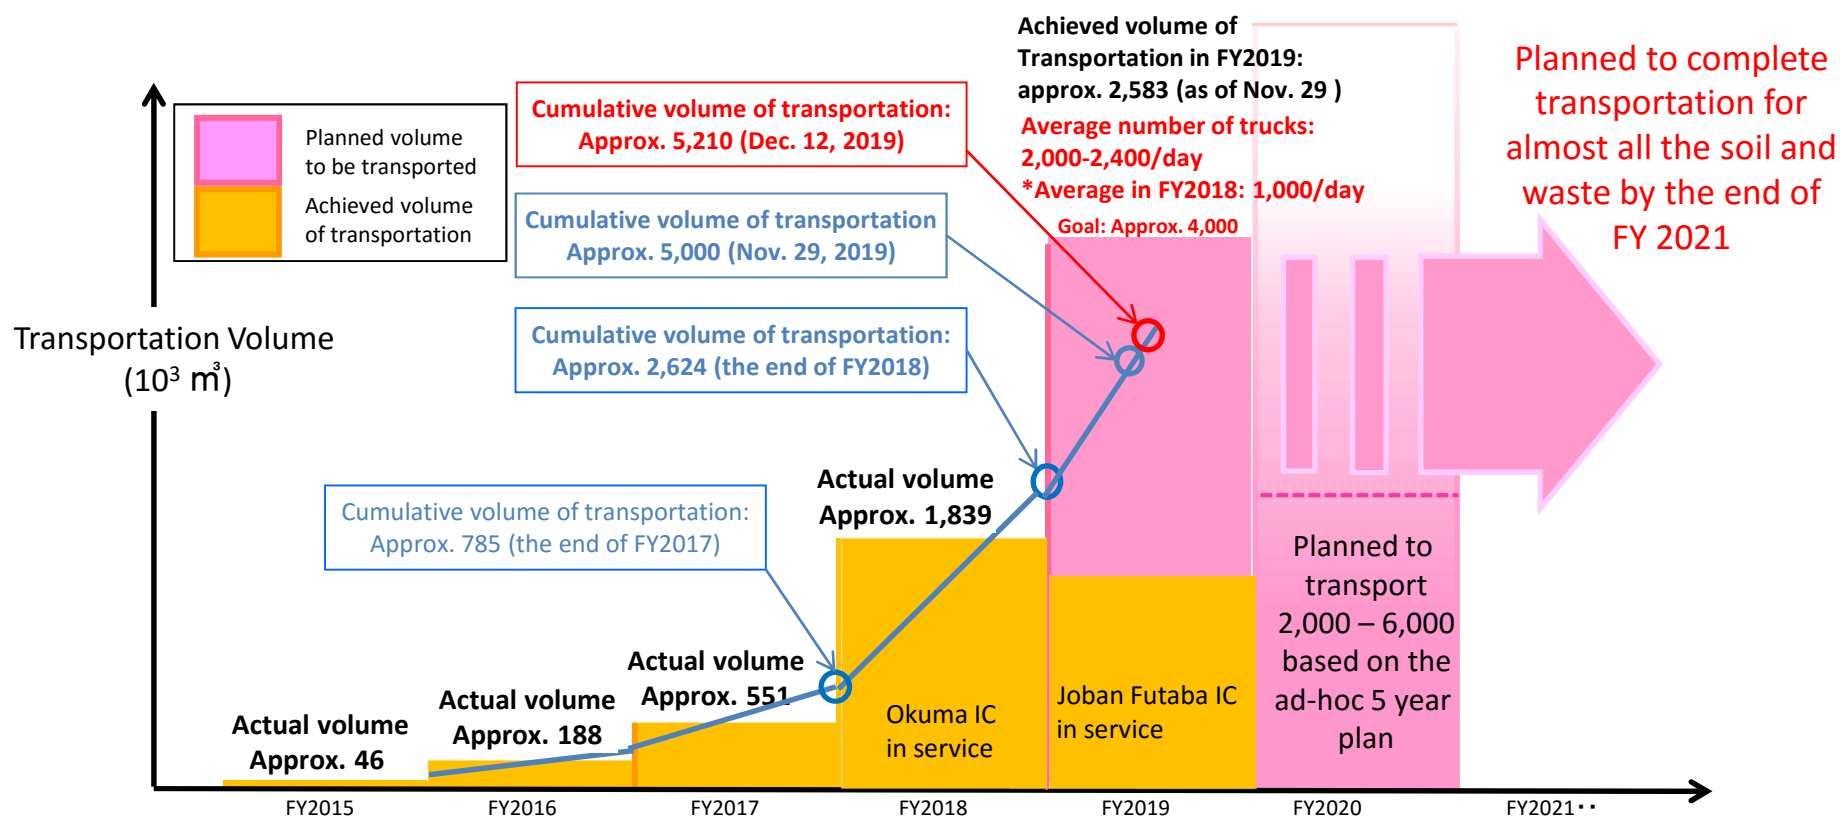 Achieved volume of
Transportation in FY2019:
approx. 2,583 (as of Nov. 29 )
Average number of trucks:
2,000-2,400/day
*Average in FY2018: 1,000/day
Goal: Approx. 4,000
Planned to complete
transportation for
almost all the soil and
waste by the end of
FY 2021
Planned volume
to be transported
Achieved volume
of transportation
Cumulative volume of transportation:
Approx. 5,210 (Dec. 12, 2019)
Cumulative volume of transportation
Approx. 5,000 (Nov. 29, 2019)
Cumulative volume of transportation:
Approx. 2,624 (the end of FY2018)
Cumulative volume of transportation:
Approx. 785 (the end of FY2017)
Transportation Volume
(10³ ㎥)
Actual volume
Approx. 46
Actual volume
Approx. 188
Actual volume
Approx. 551
Actual volume
Approx. 1,839
Okuma IC
in service
Joban Futaba IC
in service
Planned to
transport
2,000 – 6,000
based on the
ad-hoc 5 year
plan
FY2015
FY2016
FY2017
FY2018
FY2019
FY2020
FY2021··